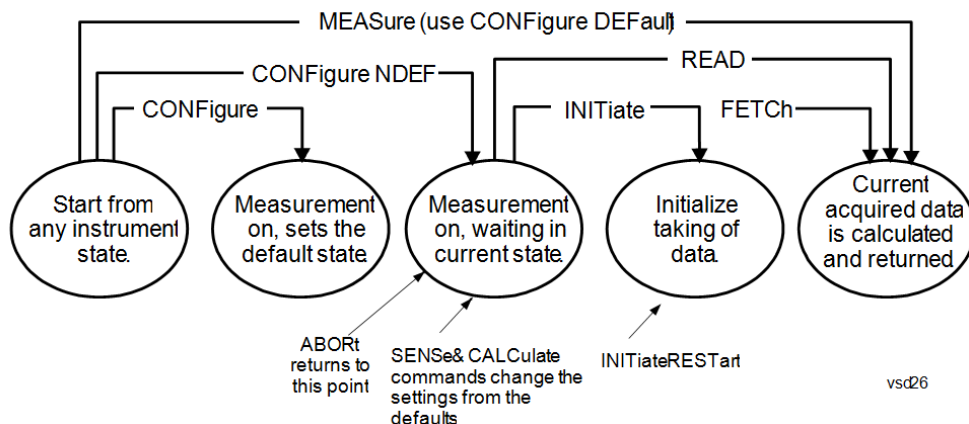 MEASure (use CONFigure DEFault)
READ
CONFigure NDEF
CONFigure
INITiate
FETCh
Start from
any instrument
state.
Measurement
on, sets the
default state.
Measurement
on, waiting in
current state.
Initialize
taking of
data.
Current
acquired data
is calculated
and returned
ABORt
returns to
this point
SENSe& CALCulate
commands change the
settings from the
defaults
INITiateRESTart
vsd26